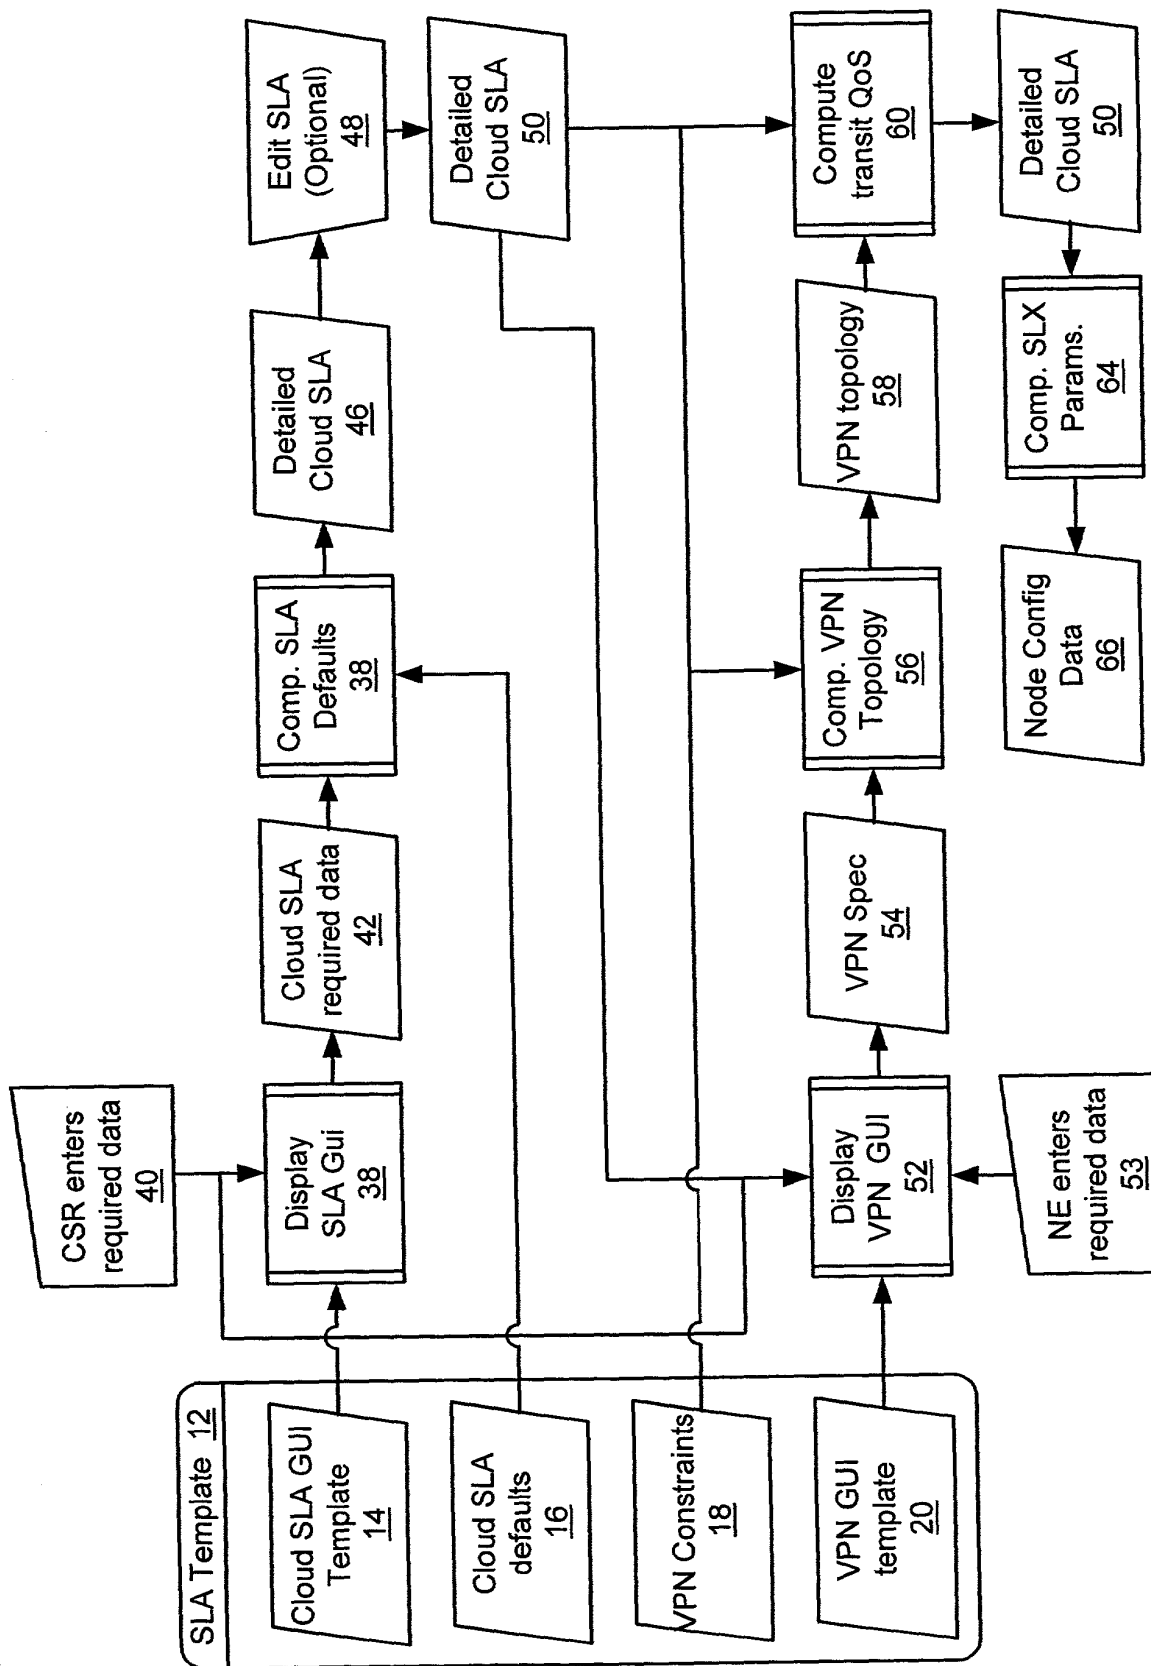 SLA Template 12
Cloud SLA GUI
Template
14
Cloud SLA
defaults
16
VPN Constraints
18
VPN GUI
template
20
CSR enters
required data
40
Display
SLA Gui
38
Cloud SLA
required data
42
Comp. SLA
Defaults
38
Detailed
Cloud SLA
46
Edit SLA
(Optional)
48
Detailed
Cloud SLA
50
Display
VPN GUI
52
NE enters
required data
53
VPN Spec
54
Comp. VPN
Topology
56
VPN topology
58
Compute
transit QoS
60
Detailed
Cloud SLA
50
Comp. SLX
Params.
64
Node Config
Data
66